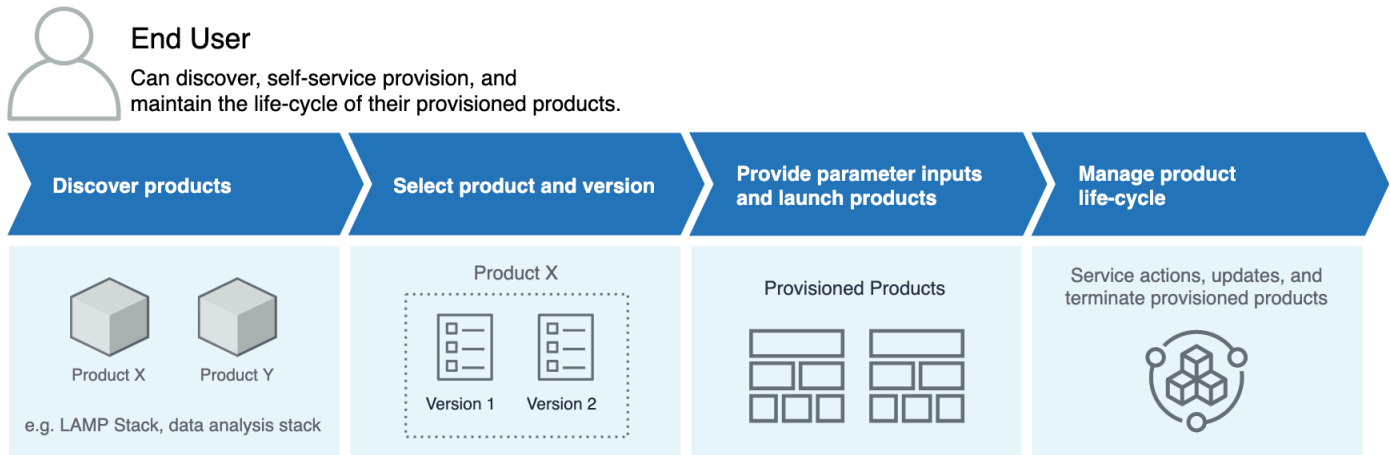 End User
Can discover, self-service provision, and
maintain the life-cycle of their provisioned products.
Discover products
Select product and version
Provide parameter inputs
and launch products
Manage product
life-cycle
Product X
Product Y
e.g. LAMP Stack, data analysis stack
Product X
Version 1
Version 2
Provisioned Products
Service actions, updates, and
terminate provisioned products